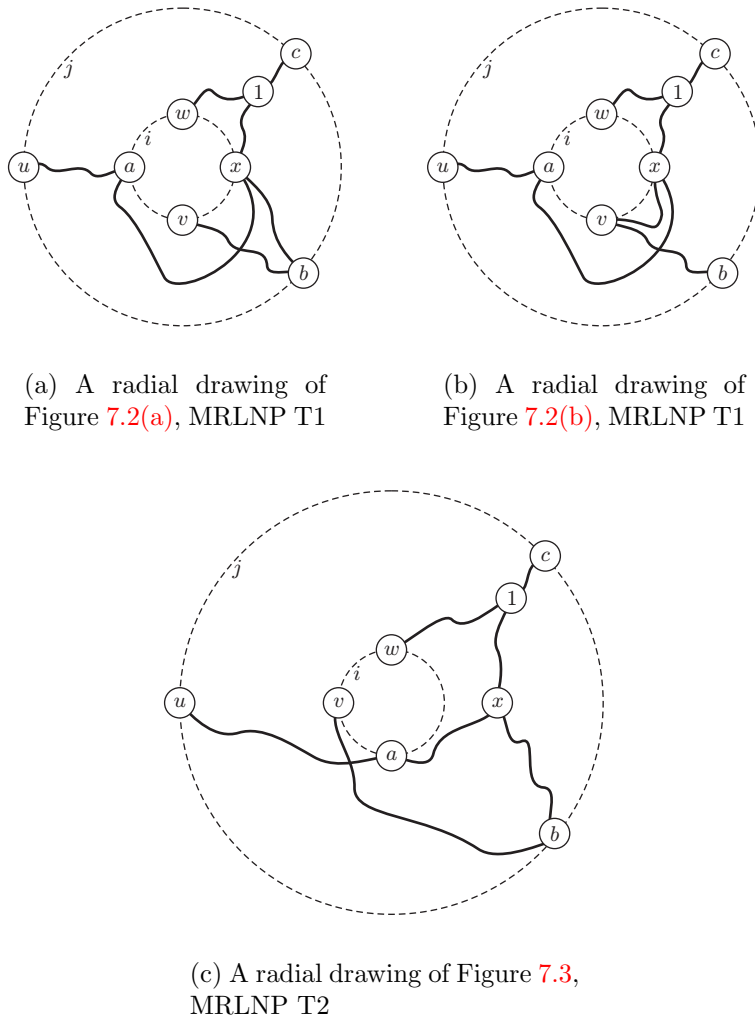 c
j
1
w
i
u
a
x
v
b
(a) A radial drawing of
Figure 7.2(a), MRLNP T1
c
j
1
w
i
u
a
x
v
b
(b) A radial drawing of
Figure 7.2(b), MRLNP T1
c
j
1
w
i
u
v
x
a
b
(c) A radial drawing of Figure 7.3,
MRLNP T2